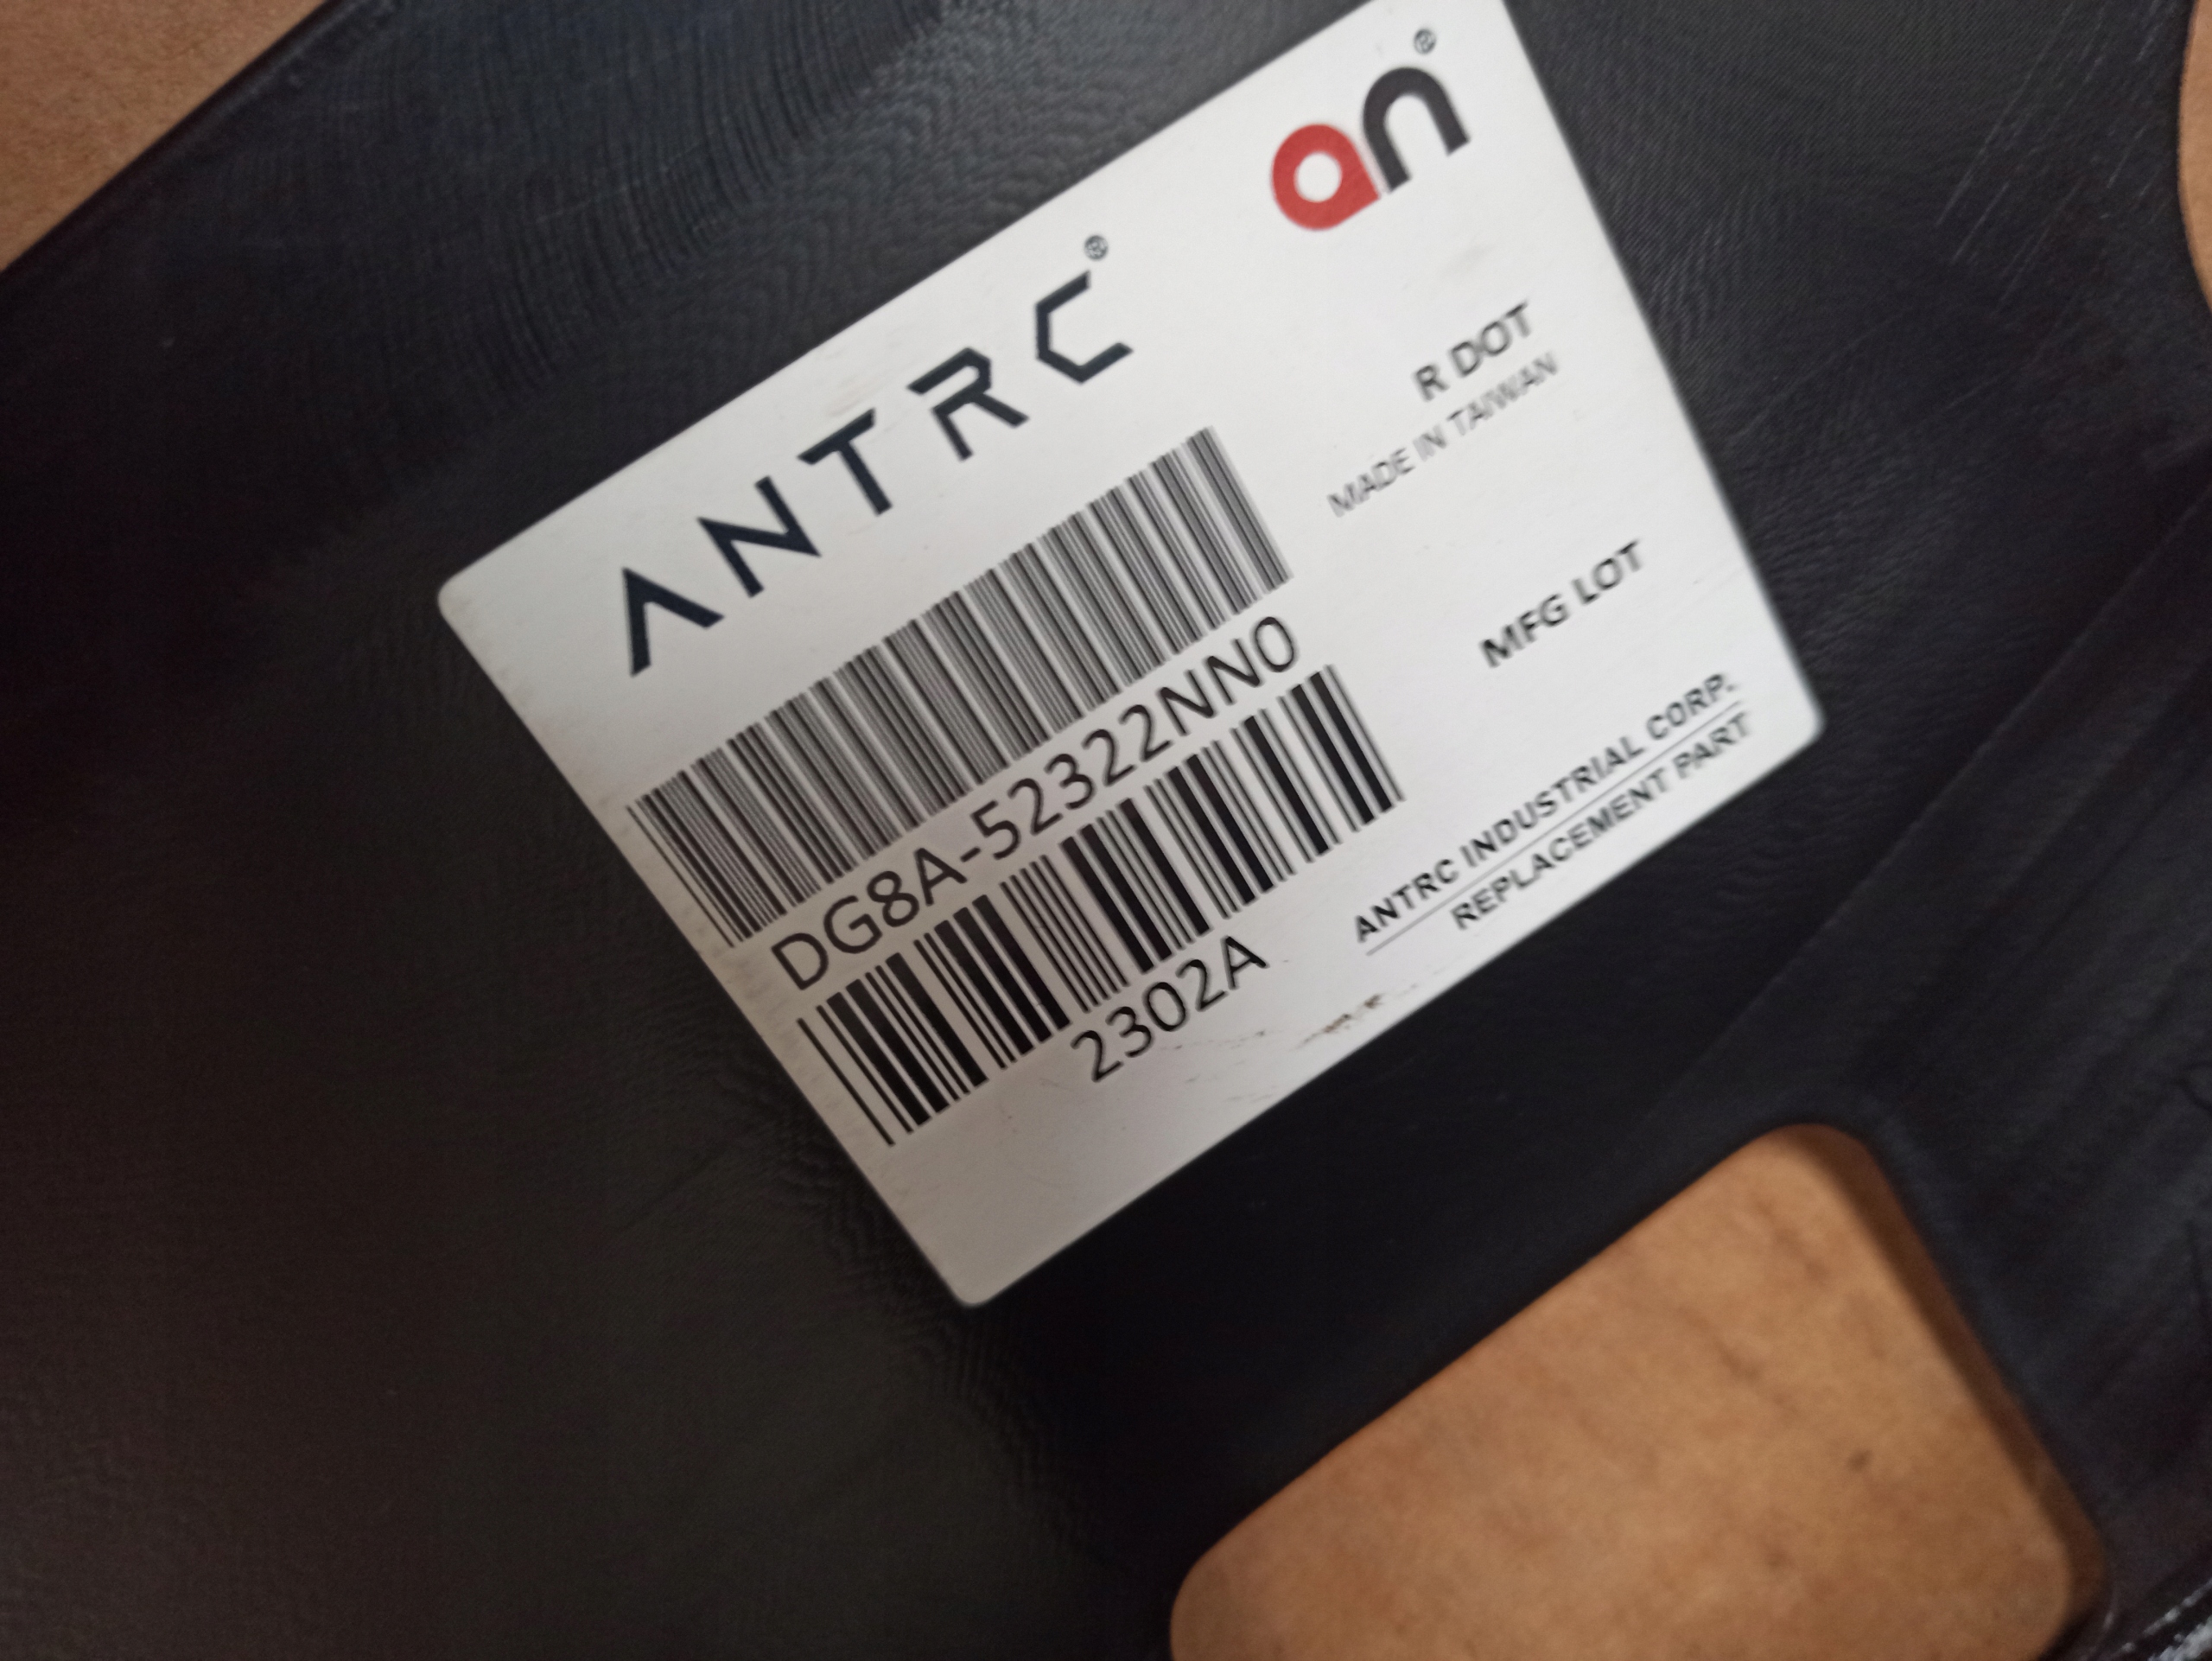 an®
ANTRC®
R DOT
MADE IN TAIWAN
DG8A-52322NN0
MFG LOT
2302A
ANTRC INDUSTRIAL CORP.
REPLACEMENT PART